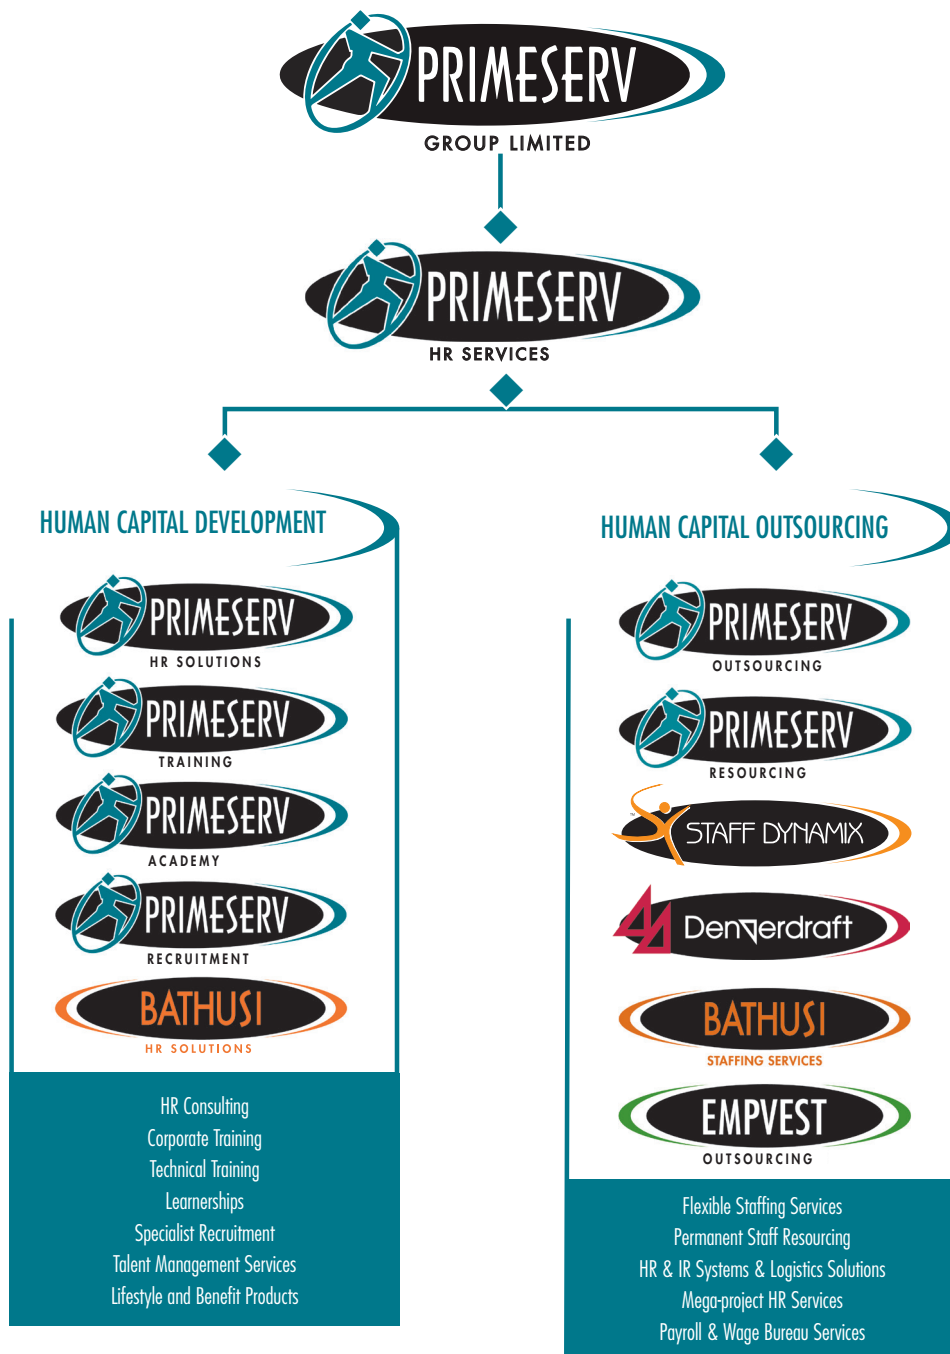 PRIMESERV
GROUP LIMITED
PRIMESERV
HR SERVICES
HUMAN CAPITAL DEVELOPMENT
PRIMESERV
HR SOLUTIONS
PRIMESERV
TRAINING
PRIMESERV
ACADEMY
PRIMESERV
RECRUITMENT
BATHUSI
HR SOLUTIONS
HR Consulting
Corporate Training
Technical Training
Learnerships
Specialist Recruitment
Talent Management Services
Lifestyle and Benefit Products
HUMAN CAPITAL OUTSOURCING
PRIMESERV
OUTSOURCING
PRIMESERV
RESOURCING
STAFF DYNAMIX
Denverdraft
BATHUSI
STAFFING SERVICES
EMPVEST
OUTSOURCING
Flexible Staffing Services
Permanent Staff Resourcing
HR & IR Systems & Logistics Solutions
Mega-project HR Services
Payroll & Wage Bureau Services